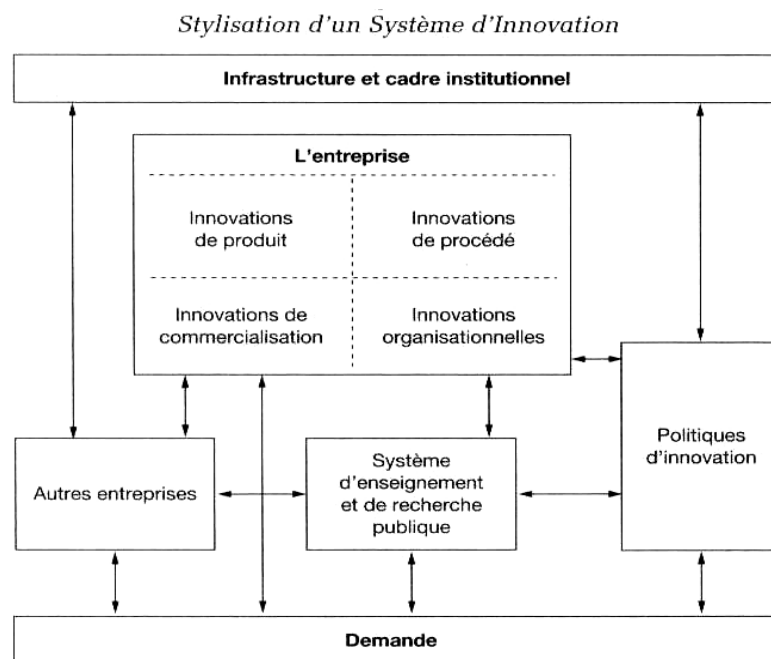 Stylisation d'un Système d'Innovation
Infrastructure et cadre institutionnel
L'entreprise
Innovations
de produit
Innovations
de procédé
Innovations de
commercialisation
Innovations
organisationnelles
Politiques
d'innovation
Autres entreprises
Système
d'enseignement
et de recherche
publique
Demande